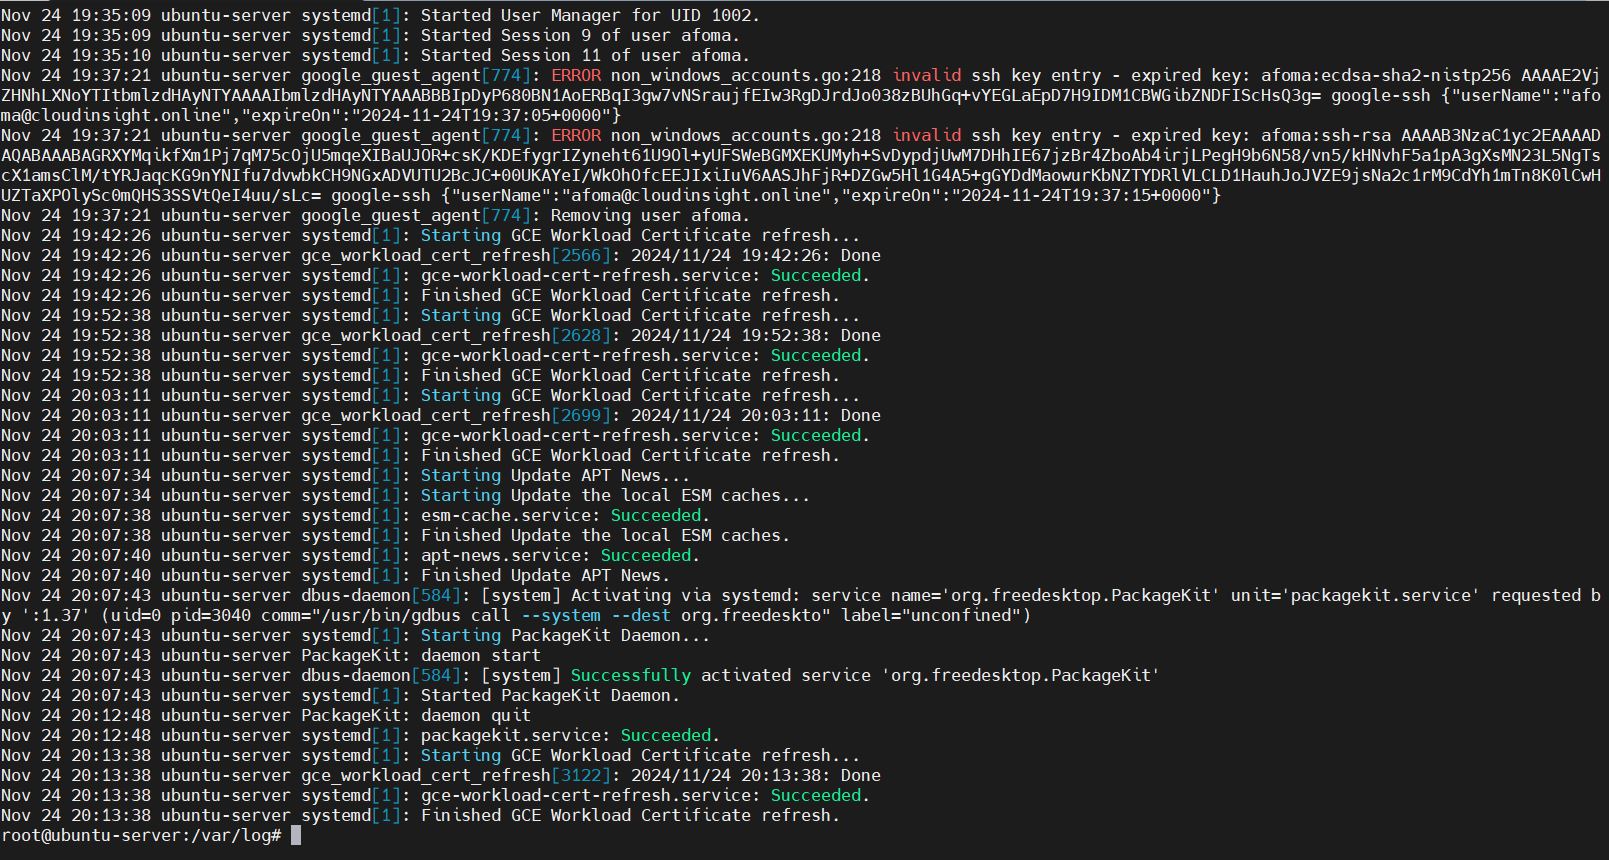 Nov 24 19:35:09 ubuntu-server systemd[1]: Started User Manager for UID 1002.
Nov 24 19:35:09 ubuntu-server systemd[1]: Started Session 9 of user afoma.
Nov 24 19:35:10 ubuntu-server systemd[1]: Started Session 11 of user afoma.
Nov 24 19:37:21 ubuntu-server google_guest_agent[774]: ERROR non_windows_accounts.go:218 invalid ssh key entry - expired key: afoma:ecdsa-sha2-nistp256 AAAAE2Vj
ZHNhLXNoYTItbmlzdHAyNTYAAAAIbmlzdHAyNTYAAABBBIpDyP680BN1AoERBqI3gw7vNSraujfEIw3RgDJrdJo038zBUhGq+vYEGLaEpD7H9IDM1CBWGibZNDFIScHsQ3g= google-ssh {"userName":"afo
ma@cloudinsight.online","expireOn":"2024-11-24T19:37:05+0000"}
Nov 24 19:37:21 ubuntu-server google_guest_agent[774]: ERROR non_windows_accounts.go:218 invalid ssh key entry - expired key: afoma:ssh-rsa AAAAB3NzaC1yc2EAAAAD
AQABAAABAGRXYMqikfXm1Pj7qM75cOjU5mqeXIBaUJOR+csK/KDEfygrIZyneht61U9Ol+yUFSWeBGMXEKUMyh+SvDypdjUwM7DHhIE67jzBr4ZboAb4irjLPegH9b6N58/vn5/kHNvhF5a1pA3gXsMN23L5NgTs
cX1amsClM/tYRJaqcKG9nYNIfu7dvwbkCH9NGxADVUTU2BcJC+00UKAYeI/WkOhOfcEEJIxiIuV6AASJhFjR+DZGw5Hl1G4A5+gGYDdMaowurKbNZTYDRlVLCLD1HauhJoJVZE9jsNa2c1rM9CdYh1mTn8K0lCwH
UZTaXPOlySc0mQHS3SSVtQeI4uu/sLc= google-ssh {"userName":"afoma@cloudinsight.online","expireOn":"2024-11-24T19:37:15+0000"}
Nov 24 19:37:21 ubuntu-server google_guest_agent[774]: Removing user afoma.
Nov 24 19:42:26 ubuntu-server systemd[1]: Starting GCE Workload Certificate refresh...
Nov 24 19:42:26 ubuntu-server gce_workload_cert_refresh[2566]: 2024/11/24 19:42:26: Done
Nov 24 19:42:26 ubuntu-server systemd[1]: gce-workload-cert-refresh.service: Succeeded.
Nov 24 19:42:26 ubuntu-server systemd[1]: Finished GCE Workload Certificate refresh.
Nov 24 19:52:38 ubuntu-server systemd[1]: Starting GCE Workload Certificate refresh...
Nov 24 19:52:38 ubuntu-server gce_workload_cert_refresh[2628]: 2024/11/24 19:52:38: Done
Nov 24 19:52:38 ubuntu-server systemd[1]: gce-workload-cert-refresh.service: Succeeded.
Nov 24 19:52:38 ubuntu-server systemd[1]: Finished GCE Workload Certificate refresh.
Nov 24 20:03:11 ubuntu-server systemd[1]: Starting GCE Workload Certificate refresh...
Nov 24 20:03:11 ubuntu-server gce_workload_cert_refresh[2699]: 2024/11/24 20:03:11: Done
Nov 24 20:03:11 ubuntu-server systemd[1]: gce-workload-cert-refresh.service: Succeeded.
Nov 24 20:03:11 ubuntu-server systemd[1]: Finished GCE Workload Certificate refresh.
Nov 24 20:07:34 ubuntu-server systemd[1]: Starting Update APT News...
Nov 24 20:07:34 ubuntu-server systemd[1]: Starting Update the local ESM caches...
Nov 24 20:07:38 ubuntu-server systemd[1]: esm-cache.service: Succeeded.
Nov 24 20:07:38 ubuntu-server systemd[1]: Finished Update the local ESM caches.
Nov 24 20:07:40 ubuntu-server systemd[1]: apt-news.service: Succeeded.
Nov 24 20:07:40 ubuntu-server systemd[1]: Finished Update APT News.
Nov 24 20:07:43 ubuntu-server dbus-daemon[584]: [system] Activating via systemd: service name='org.freedesktop.PackageKit' unit='packagekit.service' requested b
y ':1.37' (uid=0 pid=3040 comm="/usr/bin/gdbus call --system --dest org.freedeskto" label="unconfined")
Nov 24 20:07:43 ubuntu-server systemd[1]: Starting PackageKit Daemon...
Nov 24 20:07:43 ubuntu-server PackageKit: daemon start
Nov 24 20:07:43 ubuntu-server dbus-daemon[584]: [system] Successfully activated service 'org.freedesktop.PackageKit'
Nov 24 20:07:43 ubuntu-server systemd[1]: Started PackageKit Daemon.
Nov 24 20:12:48 ubuntu-server PackageKit: daemon quit
Nov 24 20:12:48 ubuntu-server systemd[1]: packagekit.service: Succeeded.
Nov 24 20:13:38 ubuntu-server systemd[1]: Starting GCE Workload Certificate refresh...
Nov 24 20:13:38 ubuntu-server gce_workload_cert_refresh[3122]: 2024/11/24 20:13:38: Done
Nov 24 20:13:38 ubuntu-server systemd[1]: gce-workload-cert-refresh.service: Succeeded.
Nov 24 20:13:38 ubuntu-server systemd[1]: Finished GCE Workload Certificate refresh.
root@ubuntu-server:/var/log#